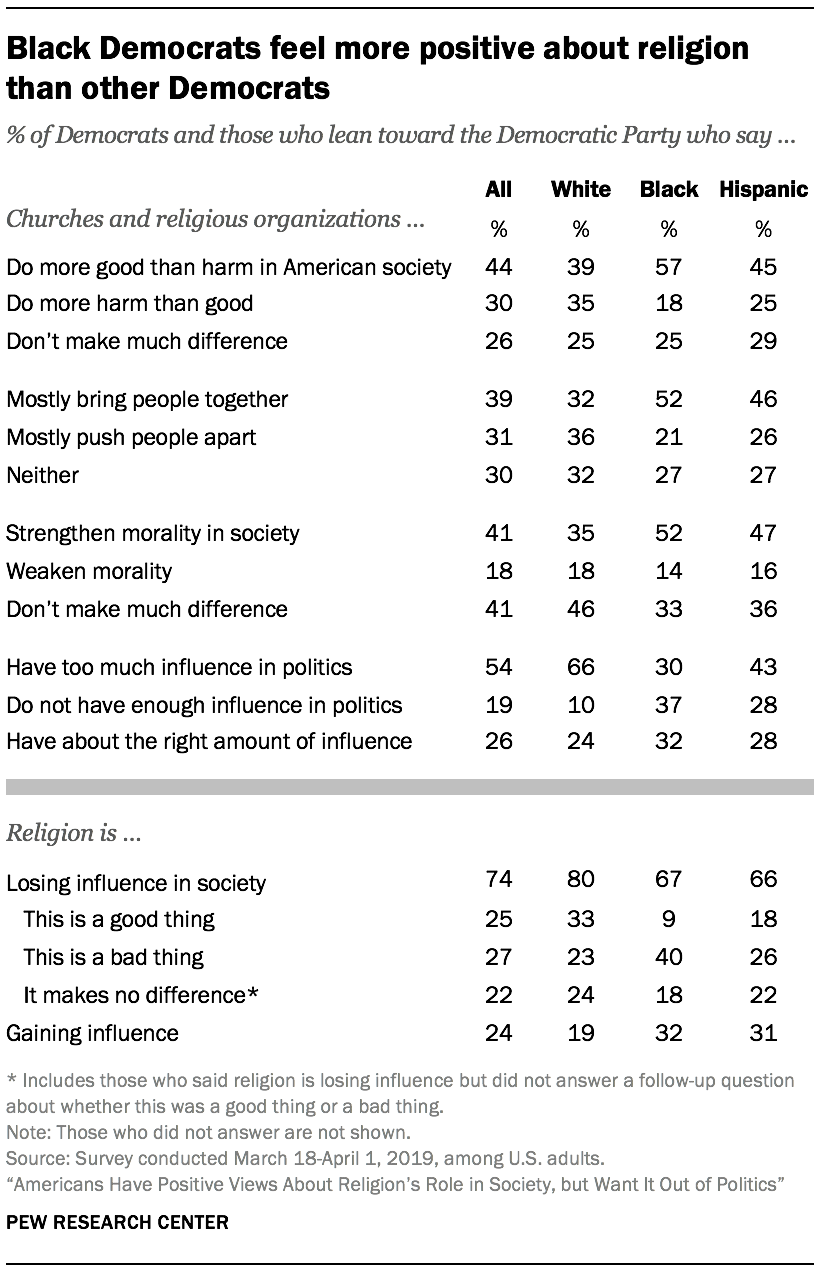 Black Democrats feel more positive about religion
than other Democrats
% of Democrats and those who lean toward the Democratic Party who say ...
All White Black Hispanic
Churches and religious organizations ... % % % %
Do more good than harm in American society 44 39 57 45
Do more harm than good 30 35 18 25
Don’t make much difference 26 25 25 29
Mostly bring people together 39 32 52 46
Mostly push people apart 31 36 21 26
Neither 30 32 27 27
Strengthen morality in society 41 35 52 47
Weaken morality 18 18 14 16
Don’t make much difference 41 46 33 36
Have too much influence in politics 54 66 30 43
Do not have enough influence in politics 19 10 37 28
Have about the right amount of influence 26 24 32 28
Religion is ...
Losing influence in society 74 80 67 66
This is a good thing 25 33 9 18
This is a bad thing 27 23 40 26
It makes no difference* 22 24 18 22
Gaining influence 24 19 32 31
* Includes those who said religion is losing influence but did not answer a follow-up question
about whether this was a good thing or a bad thing.
Note: Those who did not answer are not shown.
Source: Survey conducted March 18-April 1, 2019, among U.S. adults.
“Americans Have Positive Views About Religion’s Role in Society, but Want It Out of Politics”
PEW RESEARCH CENTER